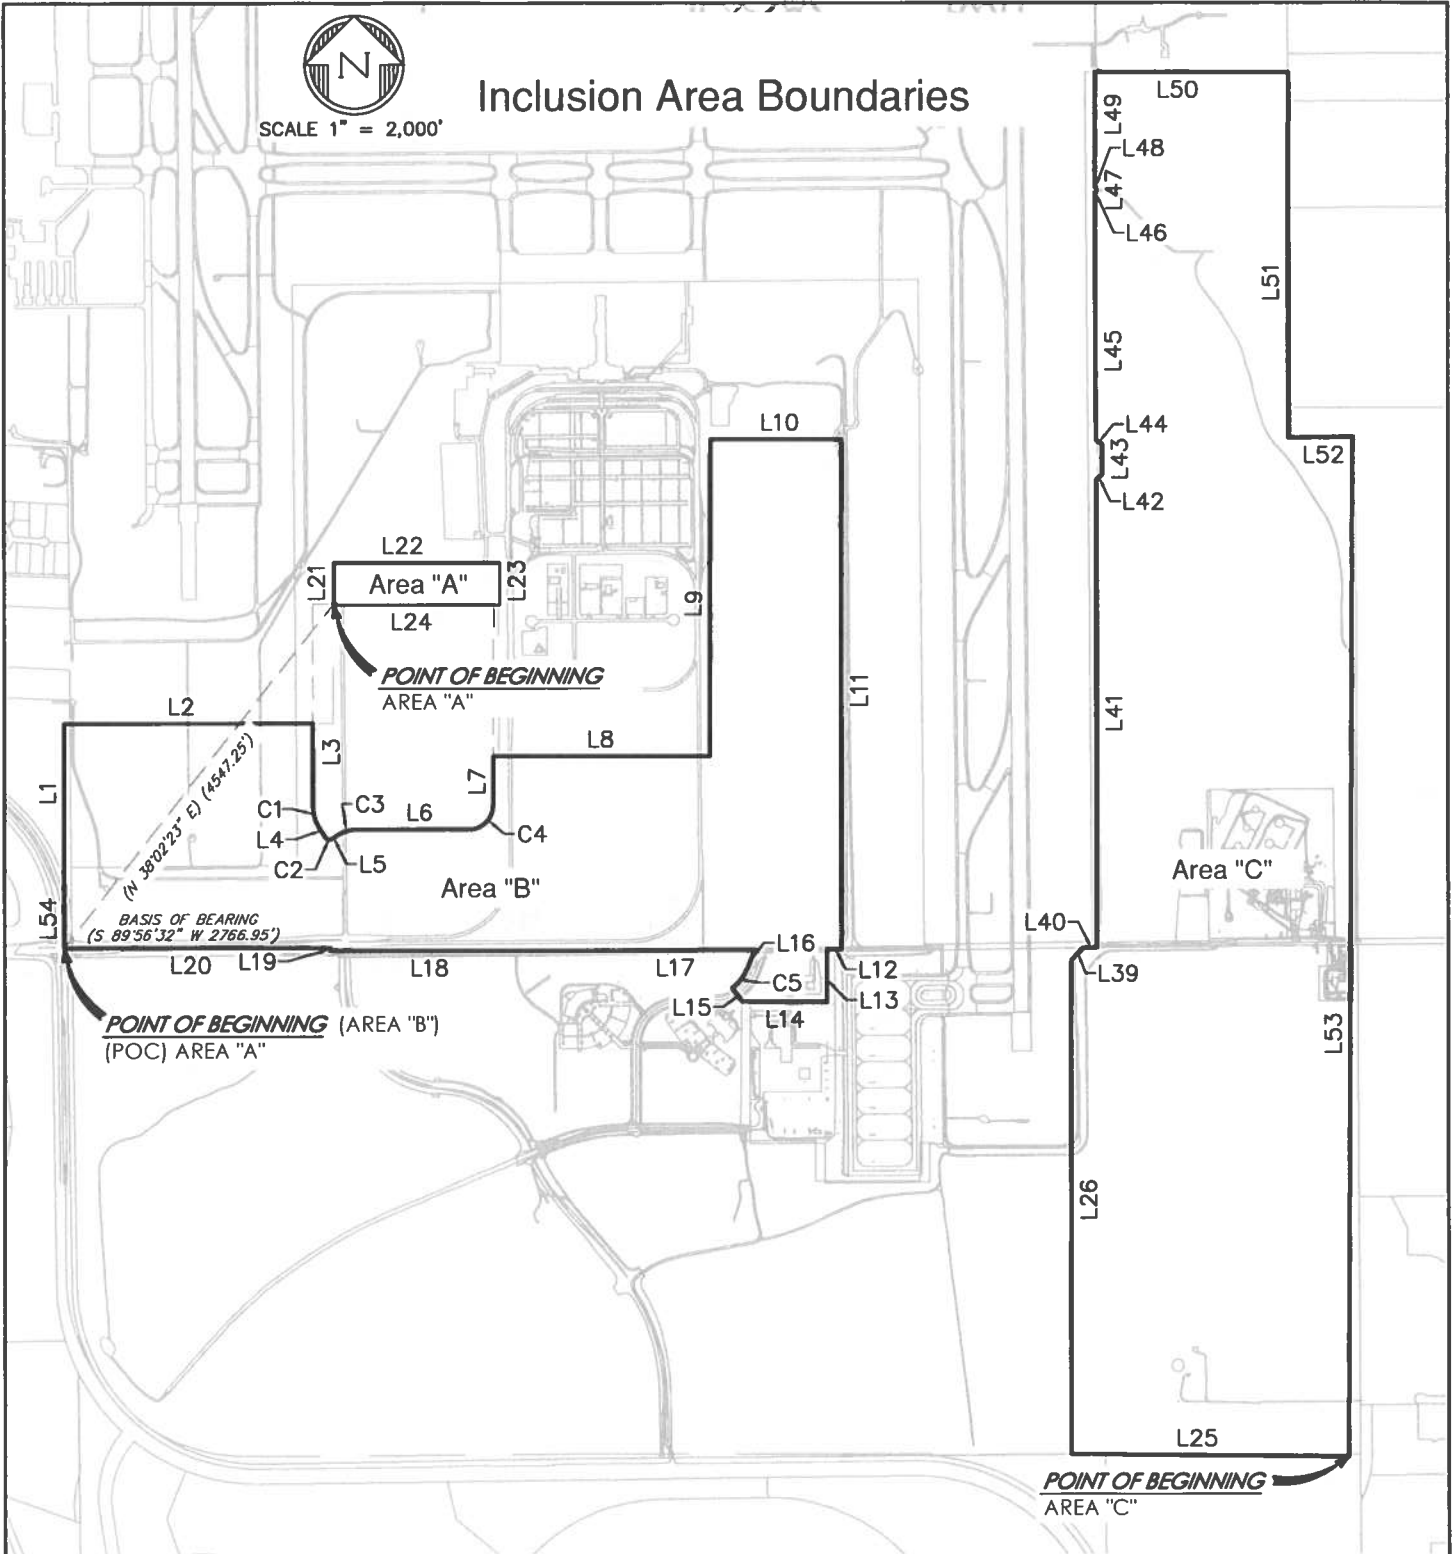 N
SCALE 1" = 2,000'
Inclusion Area Boundaries
L50
L49
L48
L47
L46
L51
L45
L44
L43
L52
L42
L10
L22
L21
Area "A"
L23
L24
L9
POINT OF BEGINNING
AREA "A"
L11
L41
L2
L1
L3
L8
L7
(N 38°02'23" E) (4547.25')
C1
C3
L6
L4
C4
C2
L5
Area "B"
Area "C"
L54
BASIS OF BEARING
(S 89°56'32" W 2766.95')
L40
L20
L19
L18
L17
L16
L12
L39
C5
L15
L13
L14
POINT OF BEGINNING (AREA "B")
(POC) AREA "A"
L53
L26
L25
POINT OF BEGINNING
AREA "C"